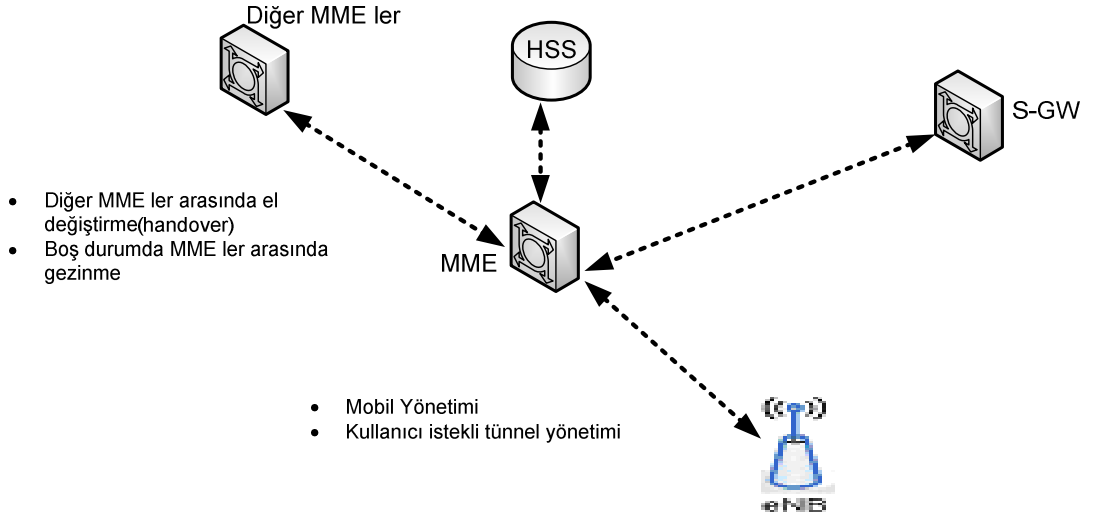 Diğer MME ler
HSS
S-GW
• Diğer MME ler arasında el
değiştirme(handover)
• Boş durumda MME ler arasında
gezinme
MME
• Mobil Yönetimi
• Kullanıcı istekli tünnel yönetimi
eNB